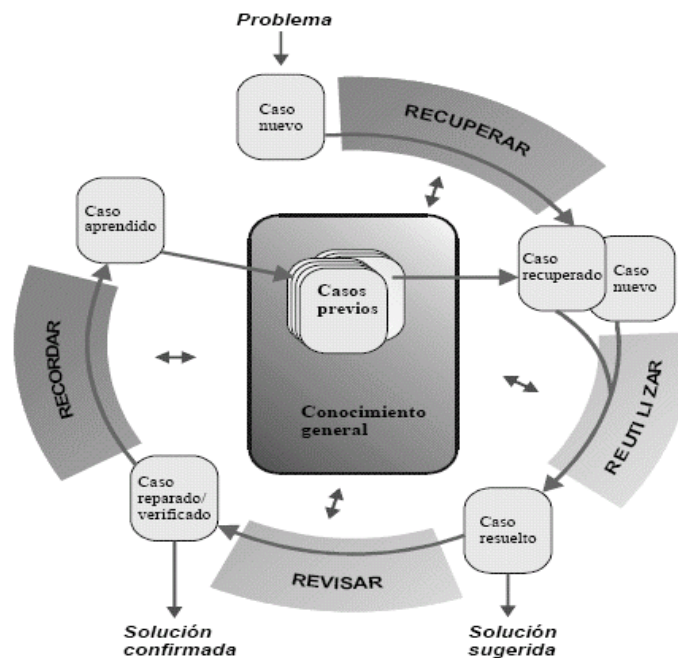 Problema
Caso
nuevo
RECUPERAR
Caso
aprendido
Casos
previos
Caso
recuperado
Caso
nuevo
RECORDAR
Conocimiento
general
REUTILIZAR
Caso
reparado/
verificado
Caso
resuelto
REVISAR
Solución
confirmada
Solución
sugerida